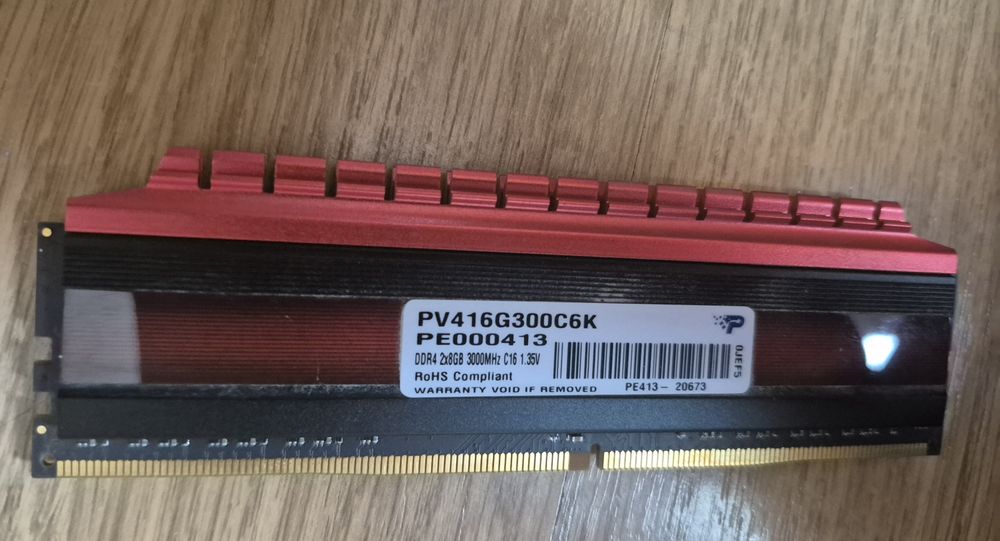 PV416G300C6K
PE000413
DDR4 2x8GB 3000MHz C16 1.35V
RoHS Compliant
WARRANTY VOID IF REMOVED
PE413- 20673
0JEF5